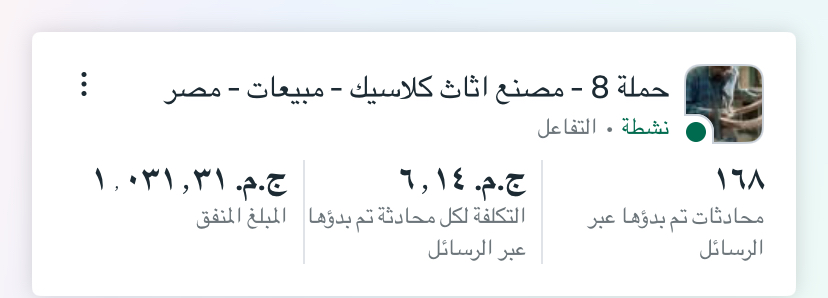 حملة 8 - مصنع اثاث كلاسيك - مبيعات - مصر
نشطة • التفاعل
١٦٨
محادثات تم بدؤها عبر
الرسائل
ج.م. ٦,١٤
التكلفة لكل محادثة تم بدؤها
عبر الرسائل
ج.م. ١,٠٣١,٣١
المبلغ المنفق